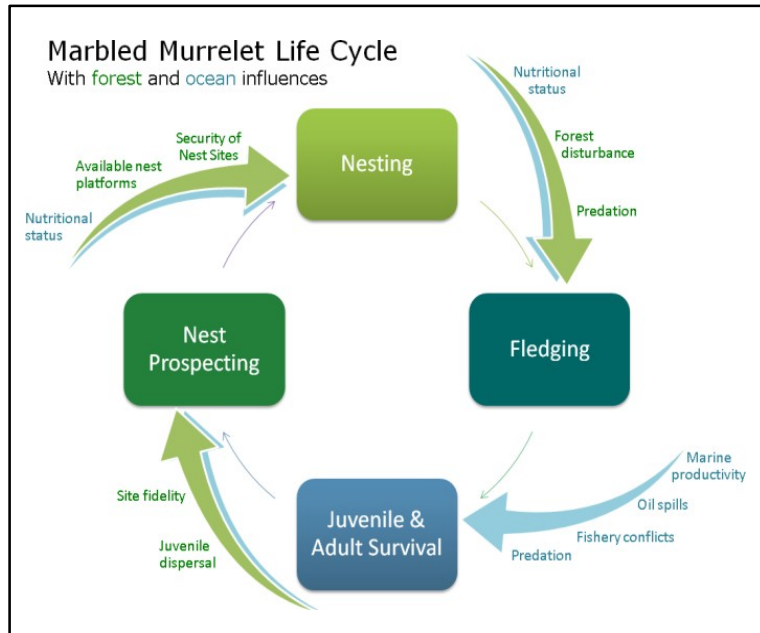 Marbled Murrelet Life Cycle
With forest and ocean influences
Nutritional
status
Forest
disturbance
Predation
Security of
Nest Sites
Available nest
platforms
Nutritional
status
Nesting
Fledging
Nest
Prospecting
Juvenile &
Adult Survival
Marine
productivity
Oil spills
Fishery conflicts
Predation
Site fidelity
Juvenile
dispersal